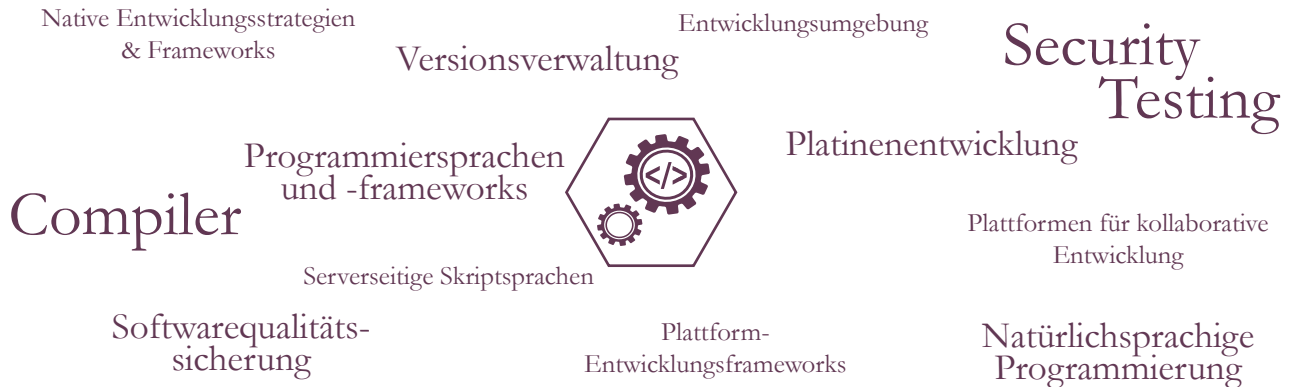 Native Entwicklungsstrategien
& Frameworks
Versionsverwaltung
Entwicklungsumgebung
Security
Testing
Programmiersprachen
und -frameworks
</>
Platinenentwicklung
Compiler
Plattformen für kollaborative
Entwicklung
Serverseitige Skriptsprachen
Softwarequalitäts-
sicherung
Plattform-
Entwicklungsframeworks
Natürlichsprachige
Programmierung